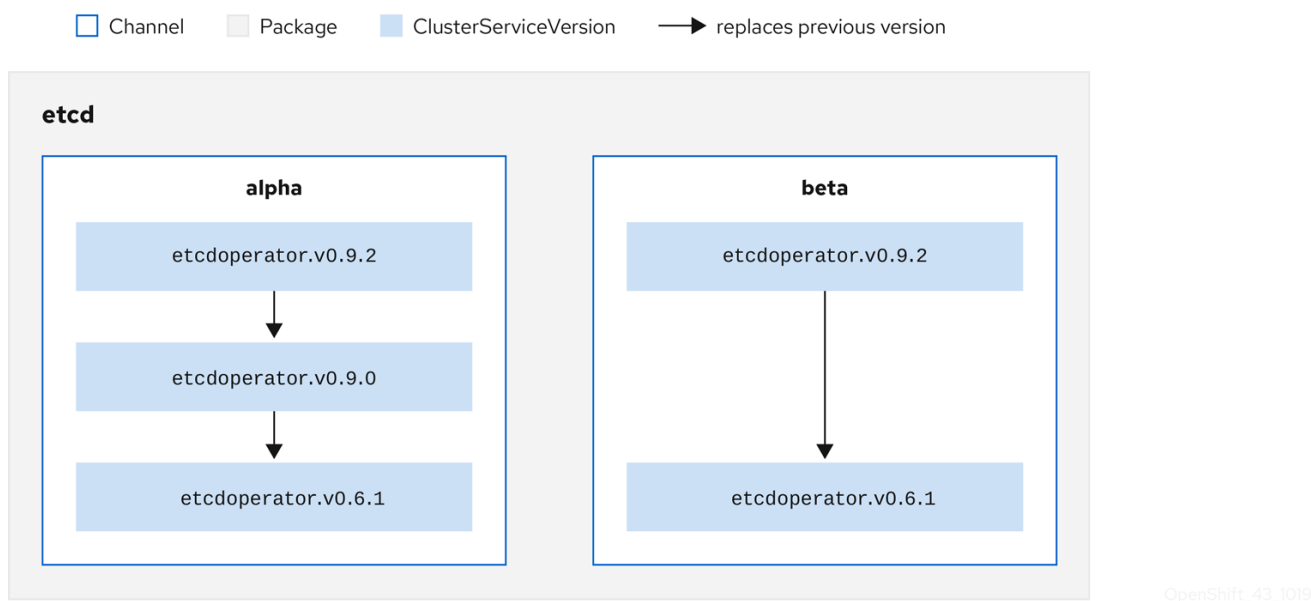 Channel Package ClusterServiceVersion replaces previous version
etcd
alpha
etcdoperator.v0.9.2
etcdoperator.v0.9.0
etcdoperator.v0.6.1
beta
etcdoperator.v0.9.2
etcdoperator.v0.6.1
OpenShift_43_1019